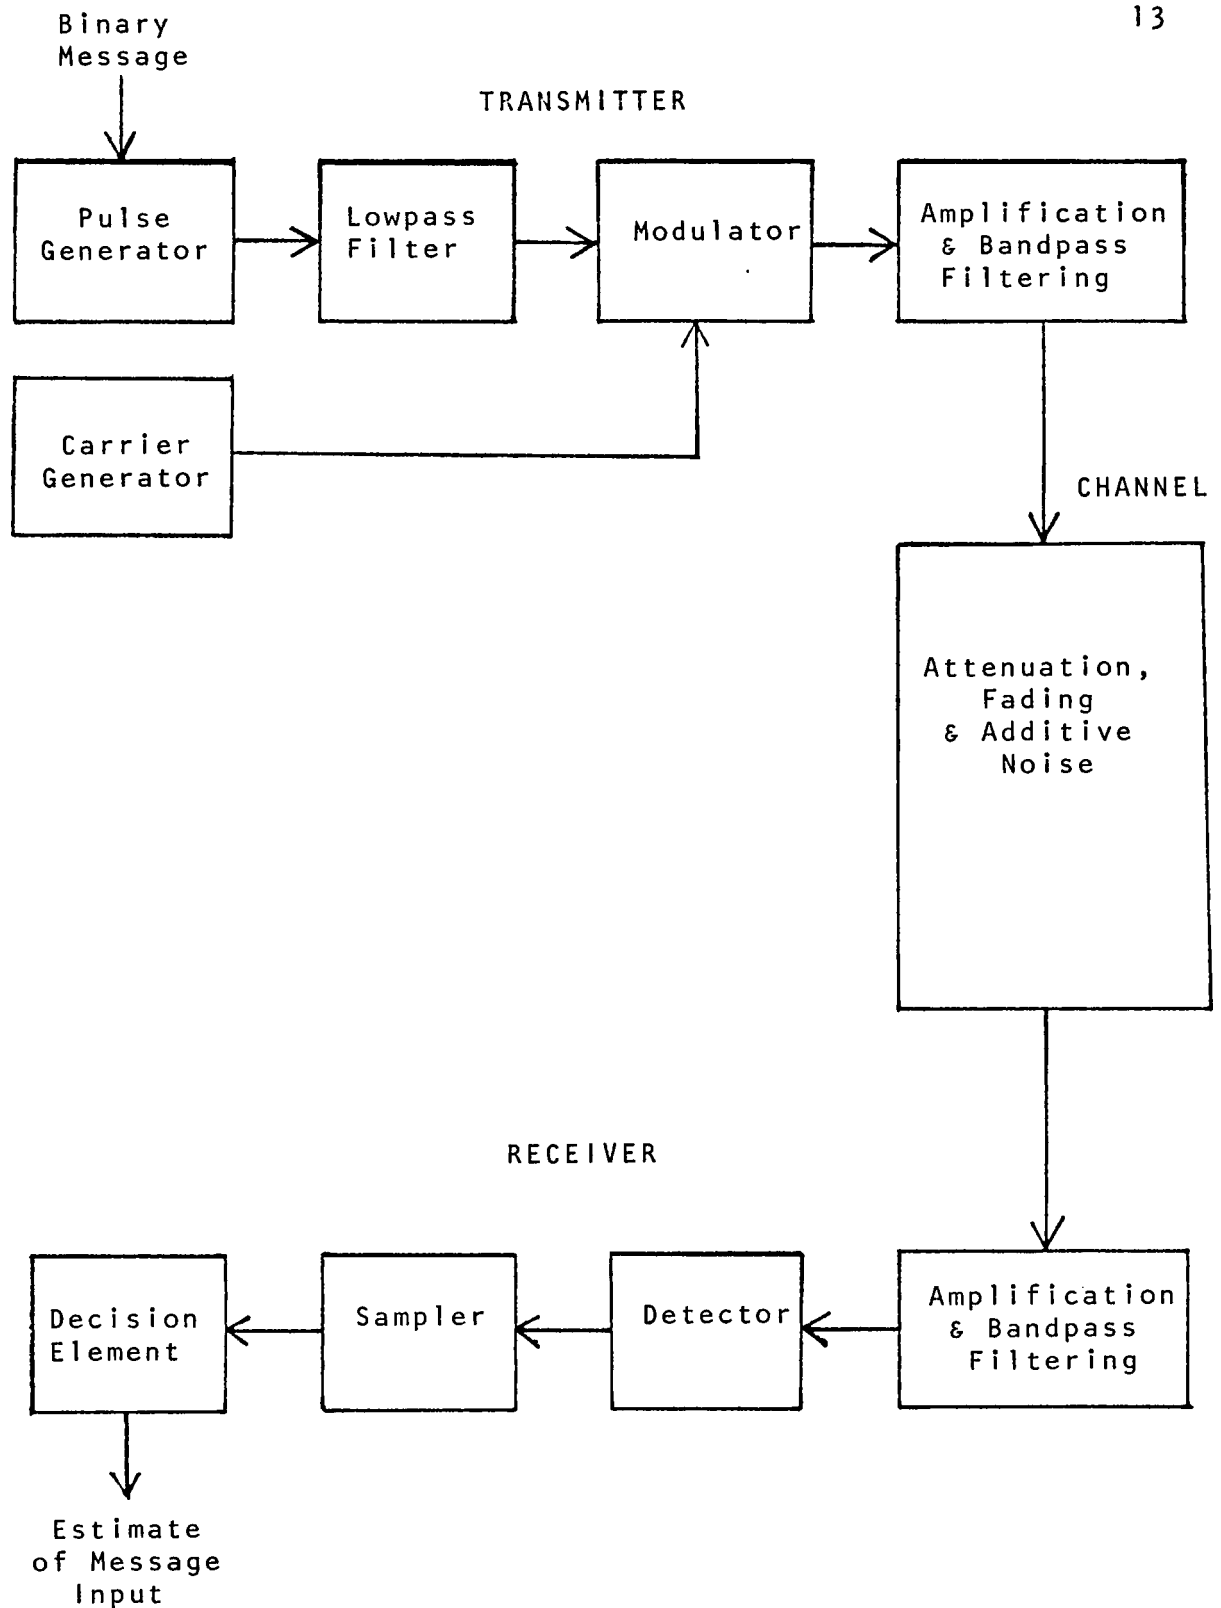 13
Binary
Message
TRANSMITTER
Pulse
Generator
Lowpass
Filter
Modulator
Amplification
& Bandpass
Filtering
Carrier
Generator
CHANNEL
Attenuation,
Fading
& Additive
Noise
RECEIVER
Decision
Element
Sampler
Detector
Amplification
& Bandpass
Filtering
Estimate
of Message
Input